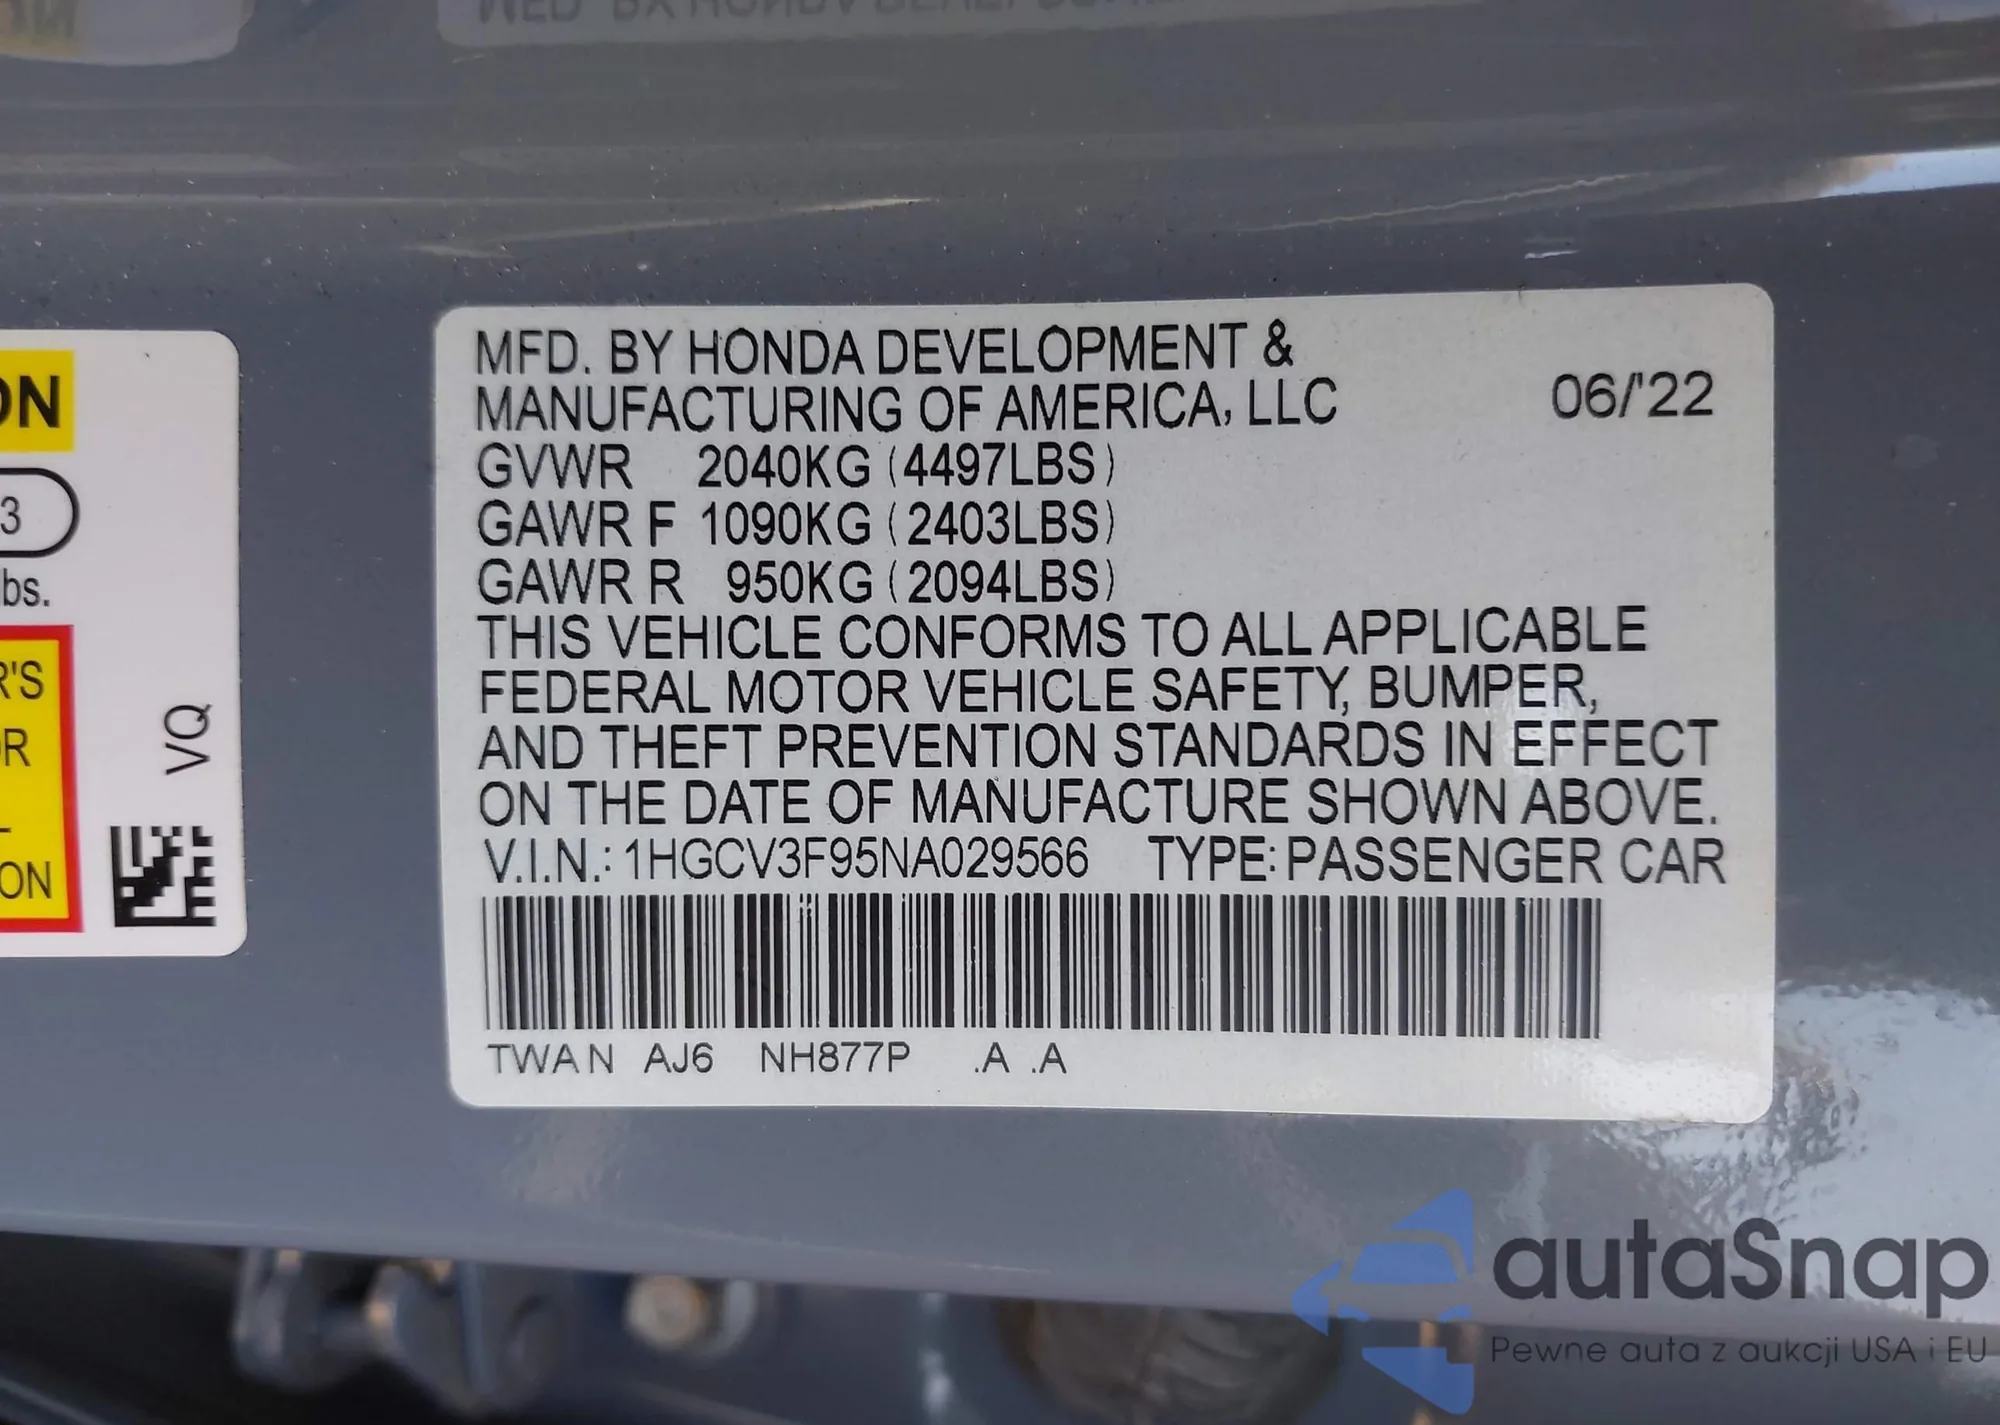 MFD. BY HONDA DEVELOPMENT &
MANUFACTURING OF AMERICA, LLC 06/'22
GVWR 2040KG (4497LBS)
GAWR F 1090KG (2403LBS)
GAWR R 950KG (2094LBS)
THIS VEHICLE CONFORMS TO ALL APPLICABLE
FEDERAL MOTOR VEHICLE SAFETY, BUMPER,
AND THEFT PREVENTION STANDARDS IN EFFECT
ON THE DATE OF MANUFACTURE SHOWN ABOVE.
V.I.N.: 1HGCV3F95NA029566 TYPE: PASSENGER CAR
TWAN AJ6 NH877P .A .A
ON
3
bs.
R'S
OR
ON
VQ
autaSnap
Pewne auta z aukcji USA i EU